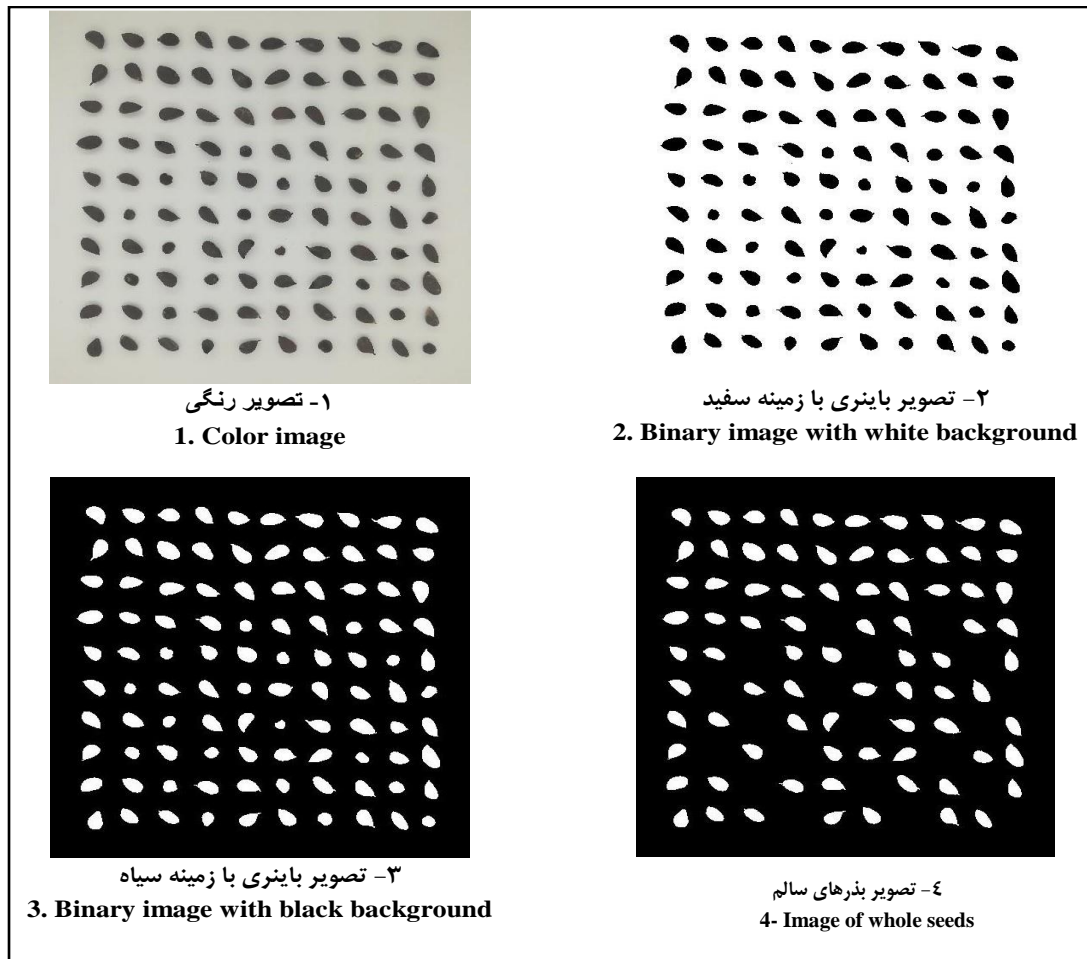 ۱- تصویر رنگی
1. Color image
۲- تصویر باینری با زمینه سفید
2. Binary image with white background
۳- تصویر باینری با زمینه سیاه
3. Binary image with black background
٤- تصویر بذرهای سالم
4- Image of whole seeds